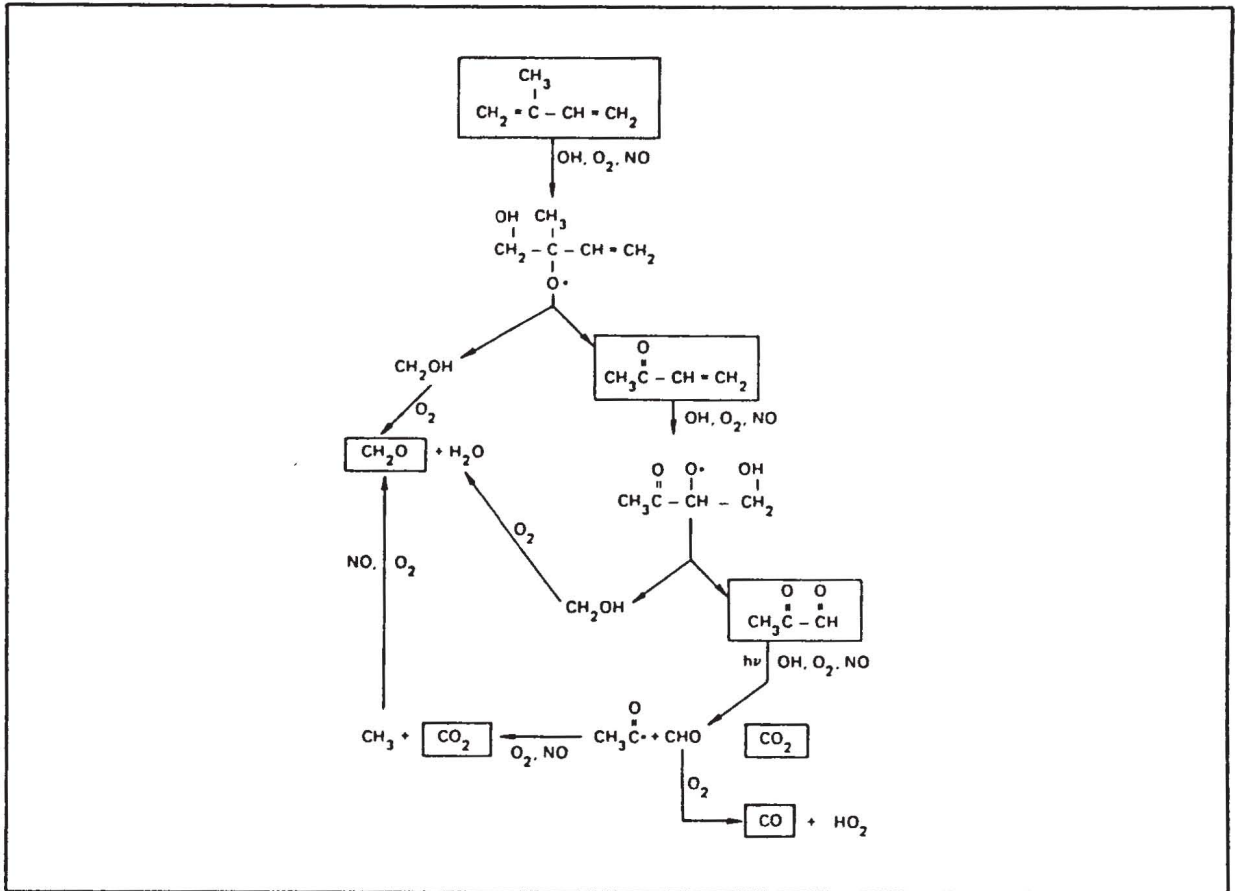 CH₃
CH₂ = C – CH = CH₂
OH, O₂, NO
OH CH₃
CH₂ – C – CH = CH₂
O•
CH₂OH
O
CH₃C – CH = CH₂
O₂
OH, O₂, NO
CH₂O + H₂O
O O• OH
CH₃C – CH – CH₂
O₂
NO, O₂
CH₂OH
O O
CH₃C – CH
hν OH, O₂, NO
O
CH₃ + CO₂ O₂, NO CH₃C• + CHO CO₂
O₂
CO + HO₂